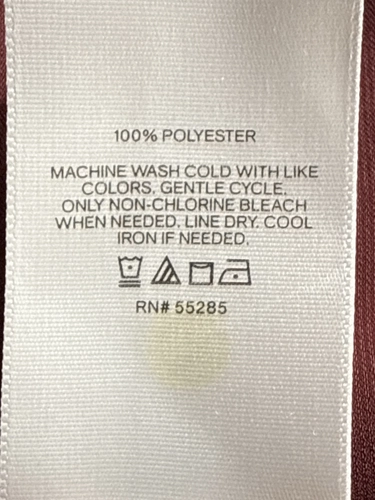 100% POLYESTER
MACHINE WASH COLD WITH LIKE
COLORS, GENTLE CYCLE.
ONLY NON-CHLORINE BLEACH
WHEN NEEDED. LINE DRY. COOL
IRON IF NEEDED.
RN# 55285